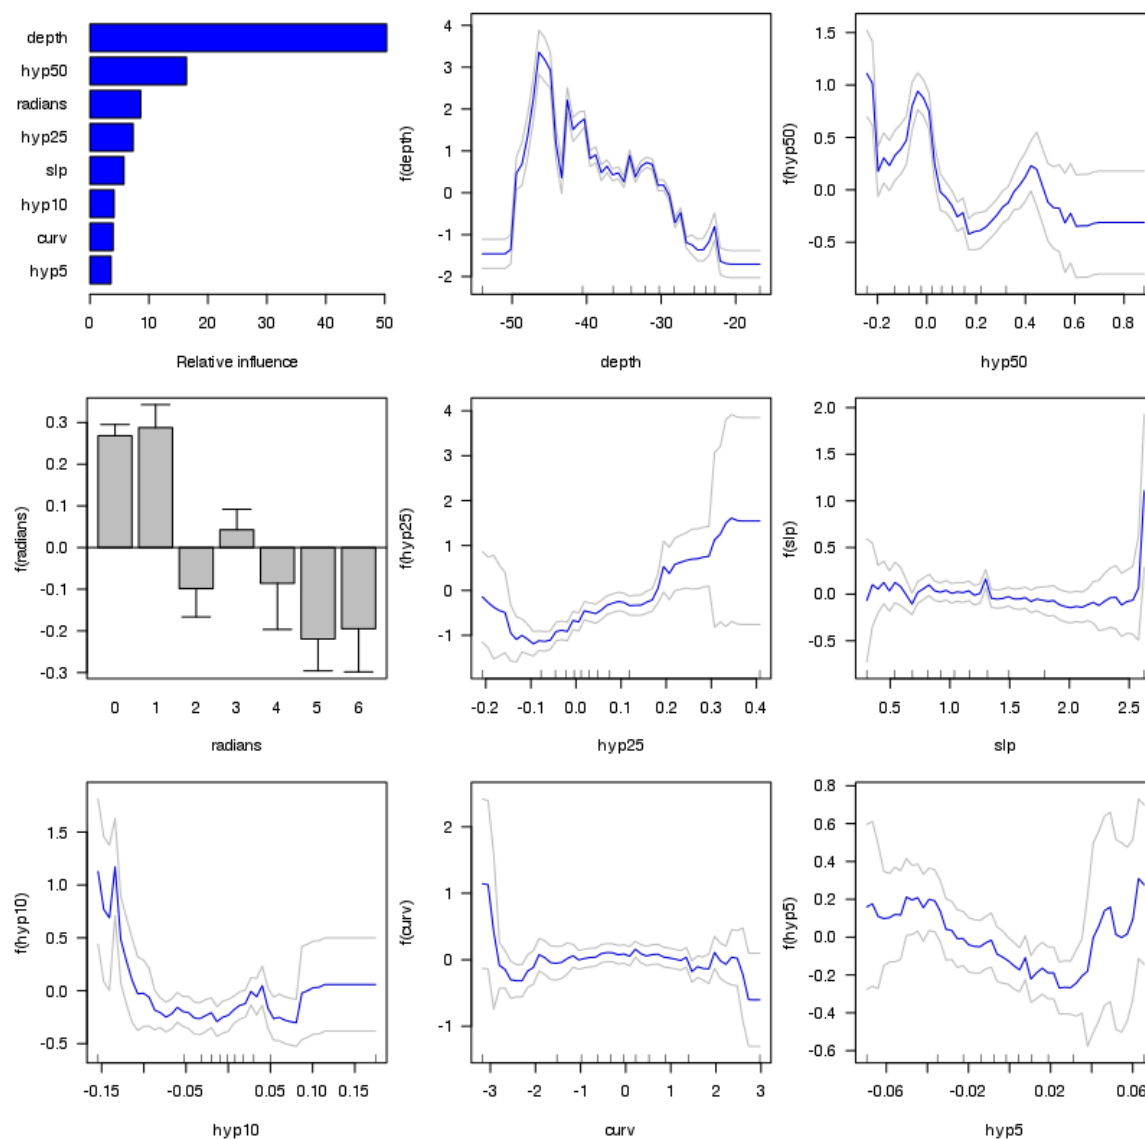 depth
hyp50
radians
hyp25
slp
hyp10
curv
hyp5
0 10 20 30 40 50
Relative influence
f(depth)
4
3
2
1
0
-1
-2
-50 -40 -30 -20
depth
f(hyp50)
1.5
1.0
0.5
0.0
-0.5
-0.2 0.0 0.2 0.4 0.6 0.8
hyp50
f(radians)
0.3
0.2
0.1
0.0
-0.1
-0.2
-0.3
0 1 2 3 4 5 6
radians
f(hyp25)
4
3
2
1
0
-1
-0.2 -0.1 0.0 0.1 0.2 0.3 0.4
hyp25
f(slp)
2.0
1.5
1.0
0.5
0.0
-0.5
0.5 1.0 1.5 2.0 2.5
slp
f(hyp10)
1.5
1.0
0.5
0.0
-0.5
-0.15 -0.05 0.05 0.10 0.15
hyp10
f(curv)
2
1
0
-1
-3 -2 -1 0 1 2 3
curv
f(hyp5)
0.8
0.6
0.4
0.2
0.0
-0.2
-0.4
-0.6
-0.06 -0.02 0.02 0.06
hyp5